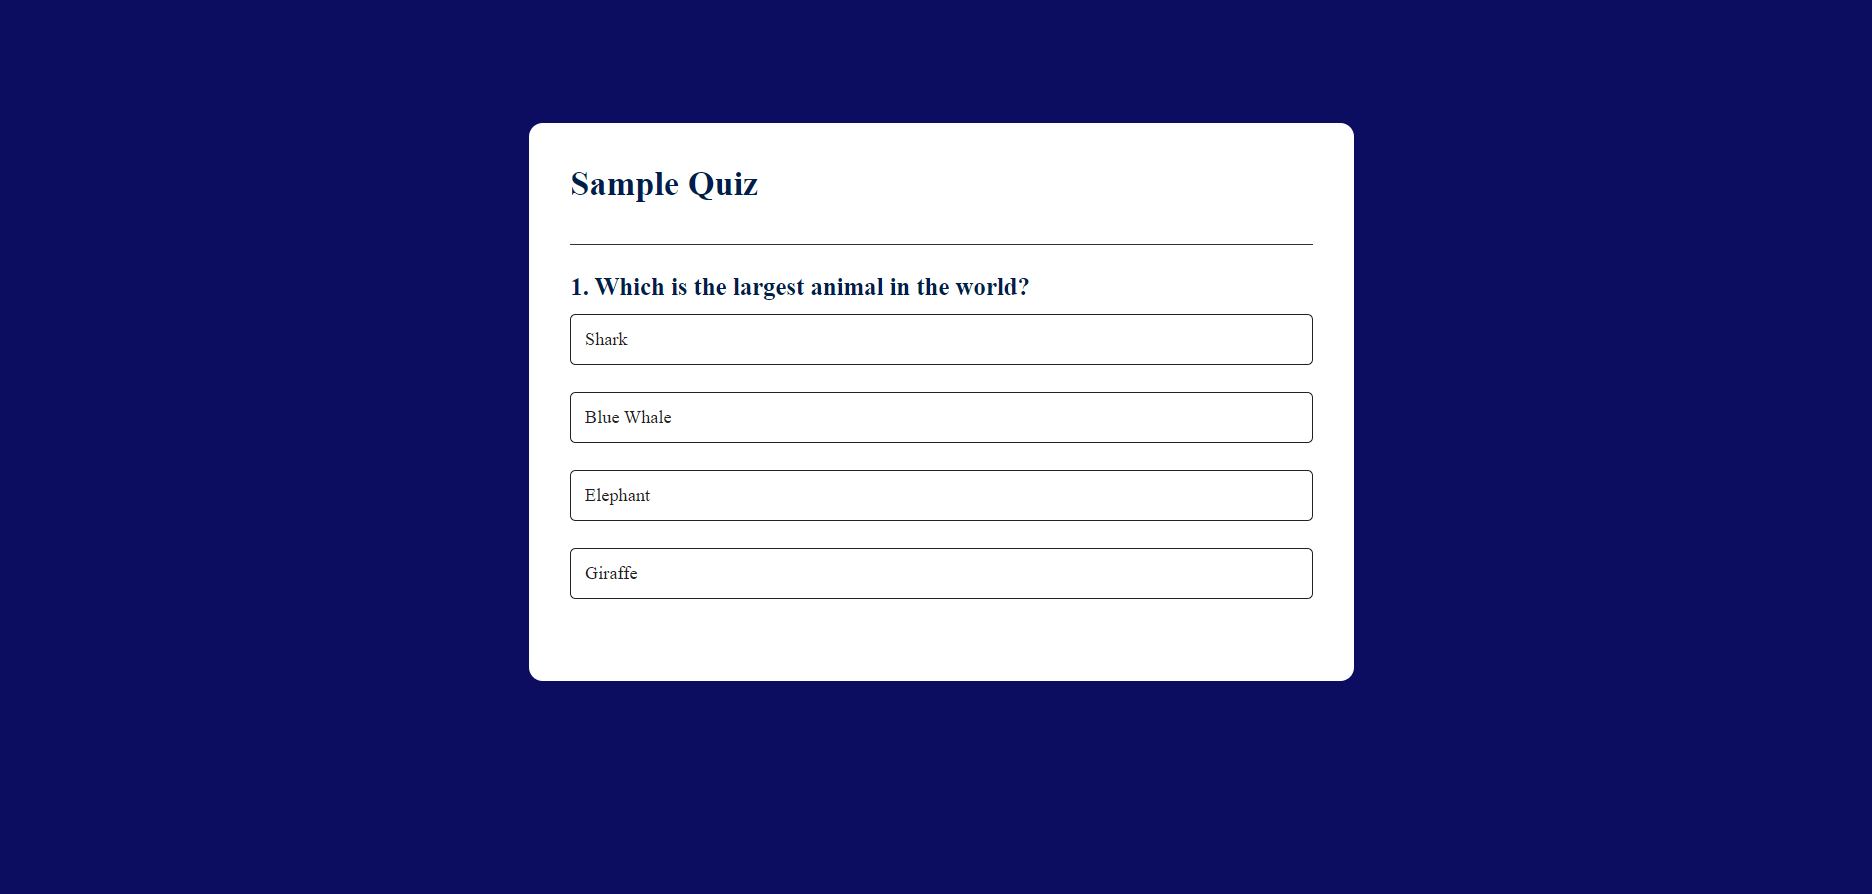 Sample Quiz
1. Which is the largest animal in the world?
Shark
Blue Whale
Elephant
Giraffe